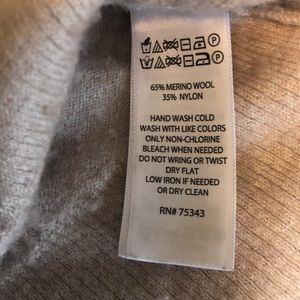 65% MERINO WOOL
35% NYLON
HAND WASH COLD
WASH WITH LIKE COLORS
ONLY NON-CHLORINE
BLEACH WHEN NEEDED
DO NOT WRING OR TWIST
DRY FLAT
LOW IRON IF NEEDED
OR DRY CLEAN
RN# 75343